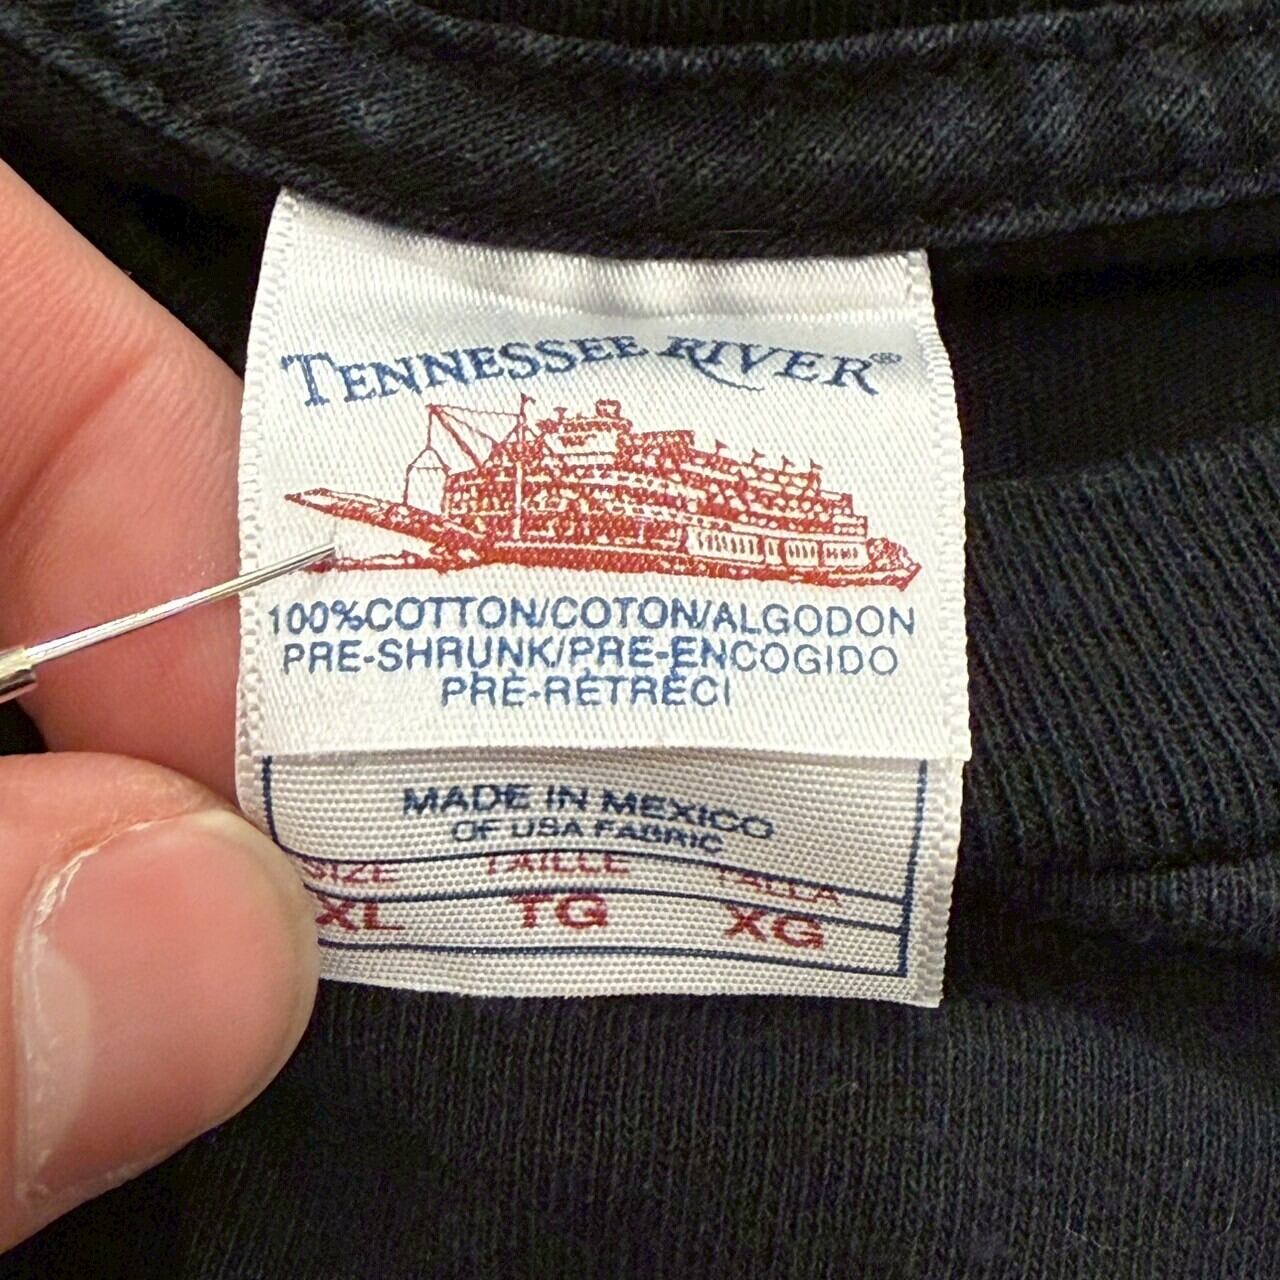 TENNESSEE RIVER®
100%COTTON/COTON/ALGODON
PRE-SHRUNK/PRE-ENCOGIDO
PRÉ-RÉTRÉCI
MADE IN MEXICO
OF USA FABRIC
SIZE TAILLE TALLA
XL TG XG